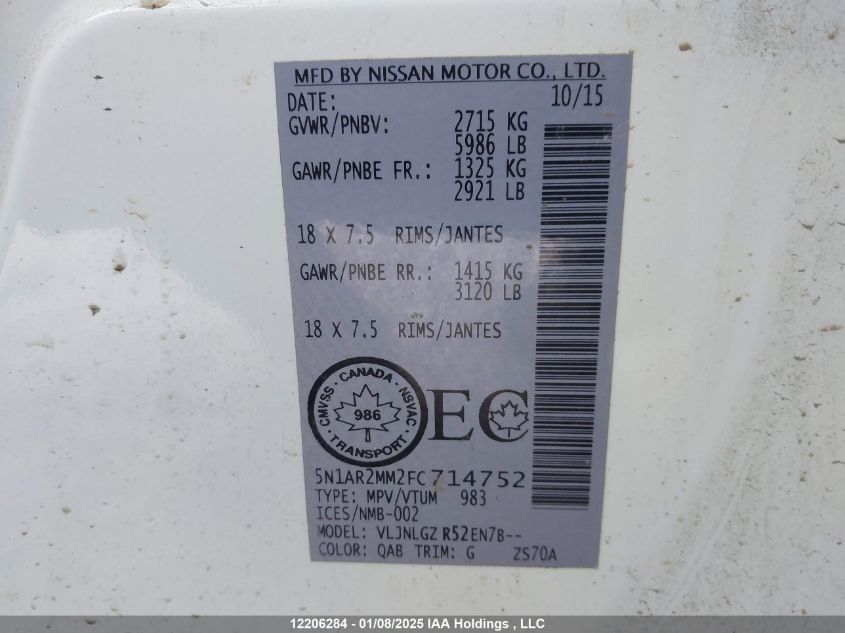 MFD BY NISSAN MOTOR CO., LTD.
DATE: 10/15
GVWR/PNBV: 2715 KG
5986 LB
GAWR/PNBE FR.: 1325 KG
2921 LB
18 X 7.5 RIMS/JANTES
GAWR/PNBE RR.: 1415 KG
3120 LB
18 X 7.5 RIMS/JANTES
CMVSS · CANADA · NSVAC · TRANSPORT ·
986
EC
5N1AR2MM2FC714752
TYPE: MPV/VTUM 983
ICES/NMB-002
MODEL: VLJNLGZ R52EN7B--
COLOR: QAB TRIM: G ZS70A
12206284 - 01/08/2025 IAA Holdings , LLC